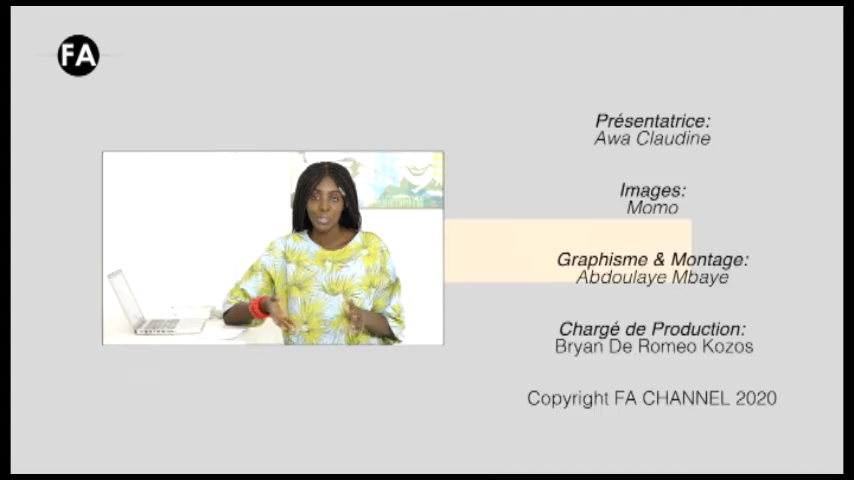 FA
Présentatrice:
Awa Claudine
Images:
Momo
Graphisme & Montage:
Abdoulaye Mbaye
Chargé de Production:
Bryan De Romeo Kozos
Copyright FA CHANNEL 2020